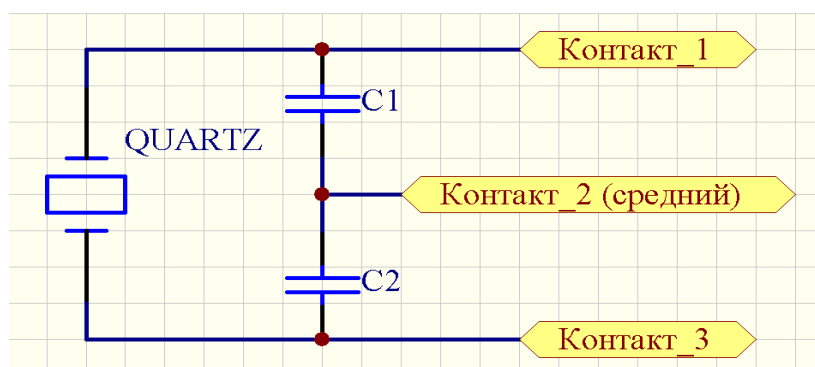 Контакт_1
C1
QUARTZ
Контакт_2 (средний)
C2
Контакт_3